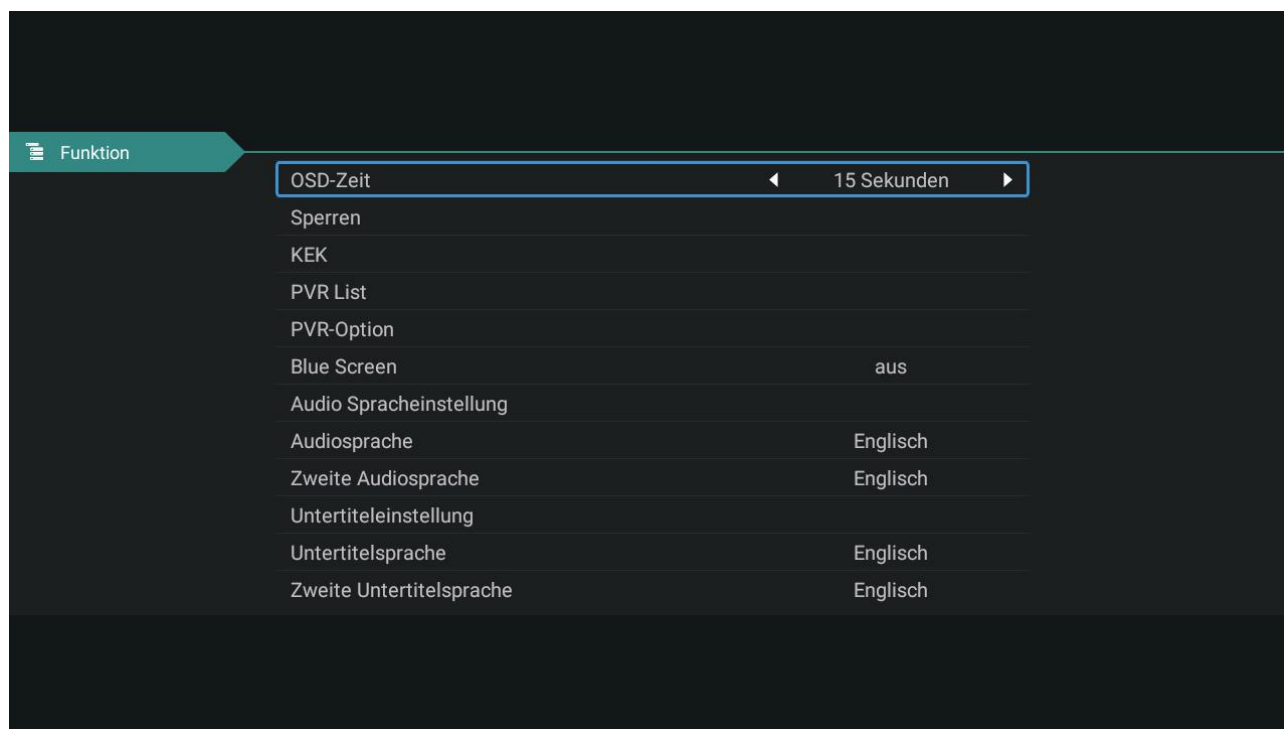 Funktion
OSD-Zeit 15 Sekunden
Sperren
KEK
PVR List
PVR-Option
Blue Screen aus
Audio Spracheinstellung
Audiosprache Englisch
Zweite Audiosprache Englisch
Untertiteleinstellung
Untertitelsprache Englisch
Zweite Untertitelsprache Englisch